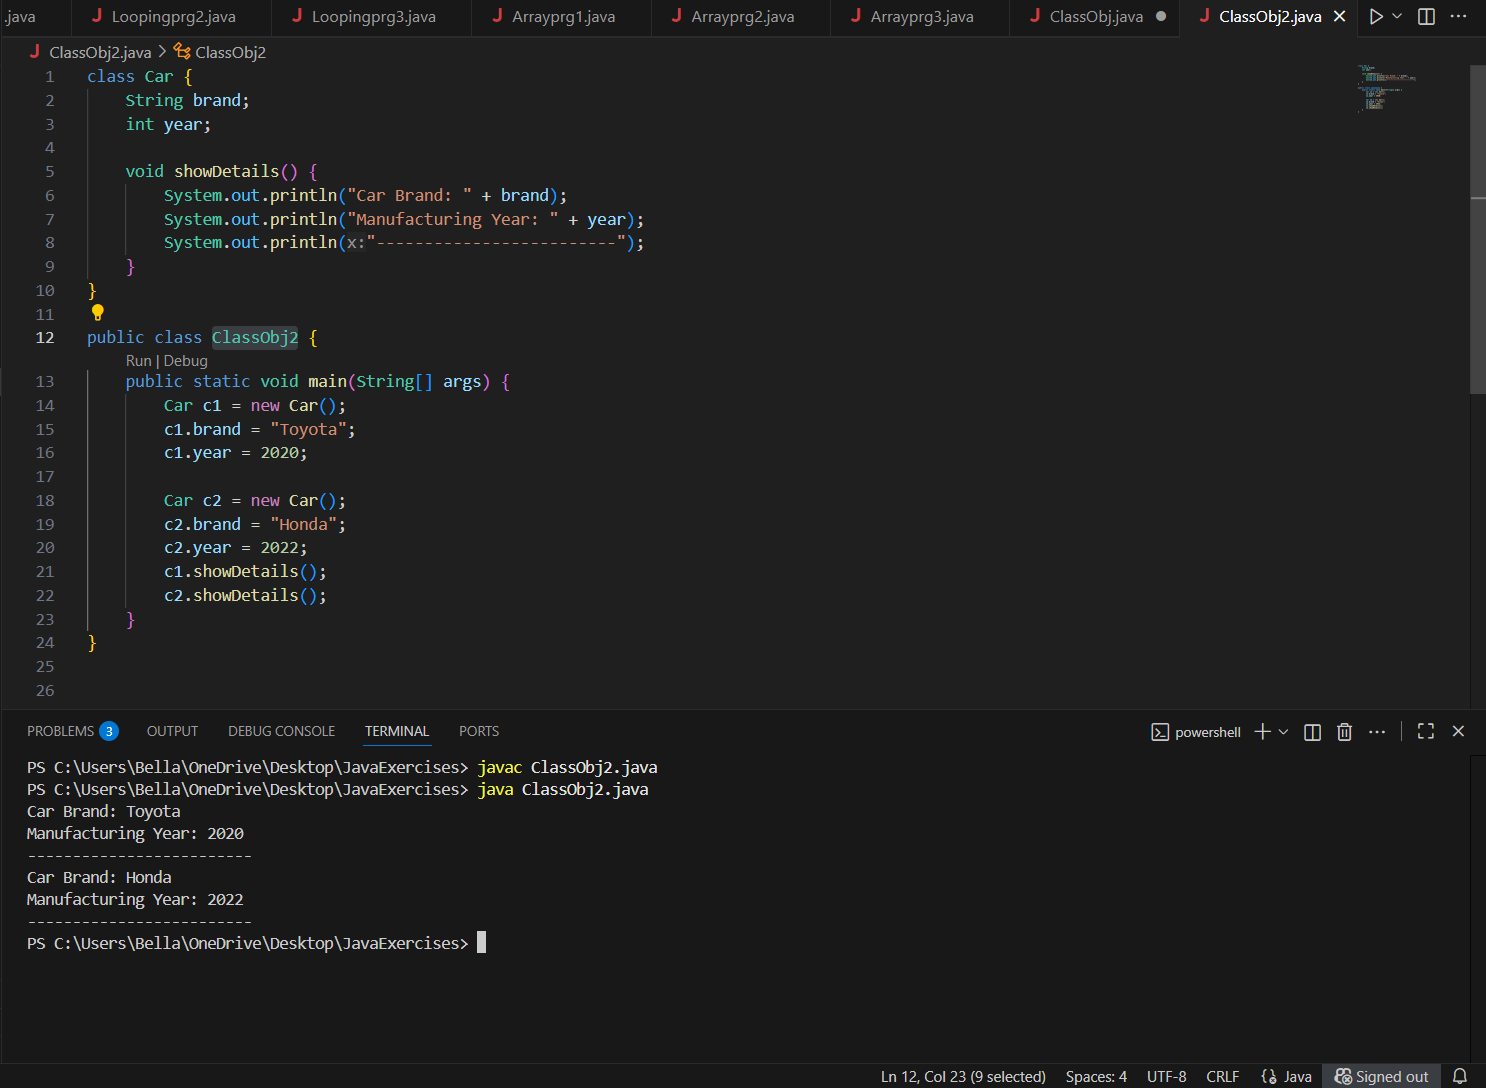 .java
J Loopingprg2.java
J Loopingprg3.java
J Arrayprg1.java
J Arrayprg2.java
J Arrayprg3.java
J ClassObj.java ●
J ClassObj2.java ×
J ClassObj2.java > ClassObj2
1 class Car {
2     String brand;
3     int year;
4
5     void showDetails() {
6         System.out.println("Car Brand: " + brand);
7         System.out.println("Manufacturing Year: " + year);
8         System.out.println(x:"-------------------------");
9     }
10 }
11
12 public class ClassObj2 {
Run | Debug
13     public static void main(String[] args) {
14         Car c1 = new Car();
15         c1.brand = "Toyota";
16         c1.year = 2020;
17
18         Car c2 = new Car();
19         c2.brand = "Honda";
20         c2.year = 2022;
21         c1.showDetails();
22         c2.showDetails();
23     }
24 }
25
26
PROBLEMS 3 OUTPUT DEBUG CONSOLE TERMINAL PORTS powershell
PS C:\Users\Bella\OneDrive\Desktop\JavaExercises> javac ClassObj2.java
PS C:\Users\Bella\OneDrive\Desktop\JavaExercises> java ClassObj2.java
Car Brand: Toyota
Manufacturing Year: 2020
-------------------------
Car Brand: Honda
Manufacturing Year: 2022
-------------------------
PS C:\Users\Bella\OneDrive\Desktop\JavaExercises>
Ln 12, Col 23 (9 selected) Spaces: 4 UTF-8 CRLF Java Signed out